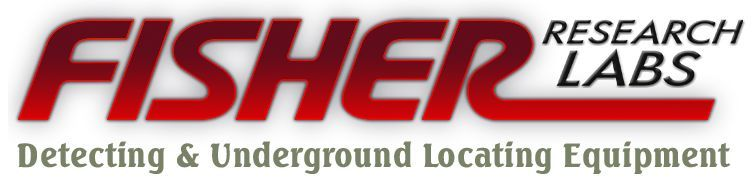 FISHER RESEARCH LABS
Detecting & Underground Locating Equipment